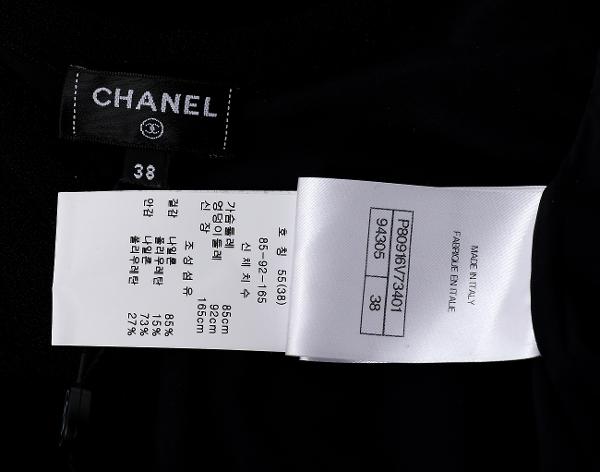 CHANEL
38
호 칭 55(38)
85-92-165
신체치수
가슴둘레 85cm
엉덩이둘레 92cm
신 장 165cm
조성 섬유
겉감 나일론 85%
폴리우레탄 15%
안감 나일론 73%
폴리우레탄 27%
MADE IN ITALY
FABRIQUE EN ITALIE
P80916V73401
94305 38